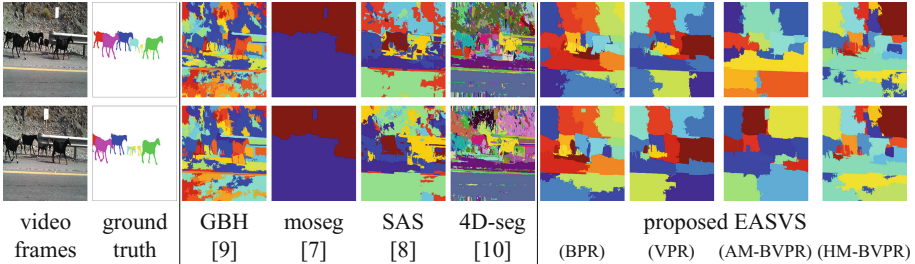 video ground GBH moseg SAS 4D-seg proposed EASVS
frames truth [9] [7] [8] [10] (BPR) (VPR) (AM-BVPR) (HM-BVPR)